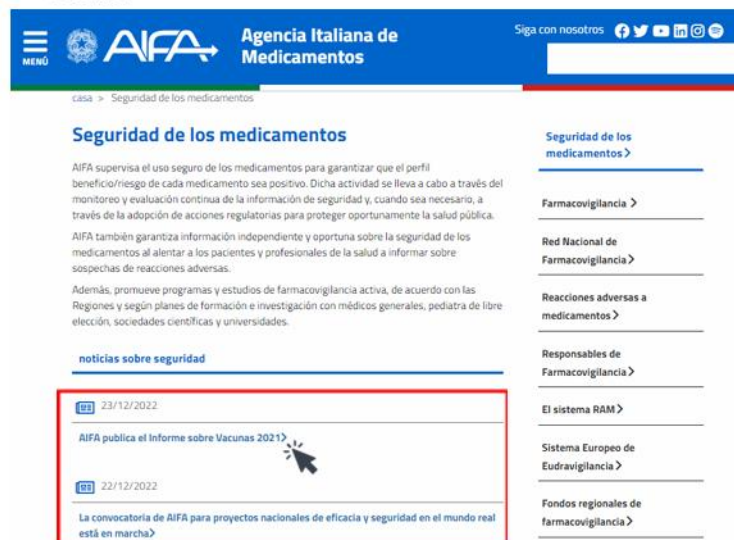 MENÚ
AIFA
Agencia Italiana de
Medicamentos
Siga con nosotros
casa > Seguridad de los medicamentos
Seguridad de los medicamentos
AIFA supervisa el uso seguro de los medicamentos para garantizar que el perfil
beneficio/riesgo de cada medicamento sea positivo. Dicha actividad se lleva a cabo a través del
monitoreo y evaluación continua de la información de seguridad y, cuando sea necesario, a
través de la adopción de acciones regulatorias para proteger oportunamente la salud pública.
AIFA también garantiza información independiente y oportuna sobre la seguridad de los
medicamentos al alentar a los pacientes y profesionales de la salud a informar sobre
sospechas de reacciones adversas.
Además, promueve programas y estudios de farmacovigilancia activa, de acuerdo con las
Regiones y según planes de formación e investigación con médicos generales, pediatra de libre
elección, sociedades científicas y universidades.
noticias sobre seguridad
23/12/2022
AIFA publica el Informe sobre Vacunas 2021>
22/12/2022
La convocatoria de AIFA para proyectos nacionales de eficacia y seguridad en el mundo real
está en marcha>
Seguridad de los
medicamentos>
Farmacovigilancia >
Red Nacional de
Farmacovigilancia>
Reacciones adversas a
medicamentos>
Responsables de
Farmacovigilancia>
El sistema RAM>
Sistema Europeo de
Eudravigilancia>
Fondos regionales de
farmacovigilancia>